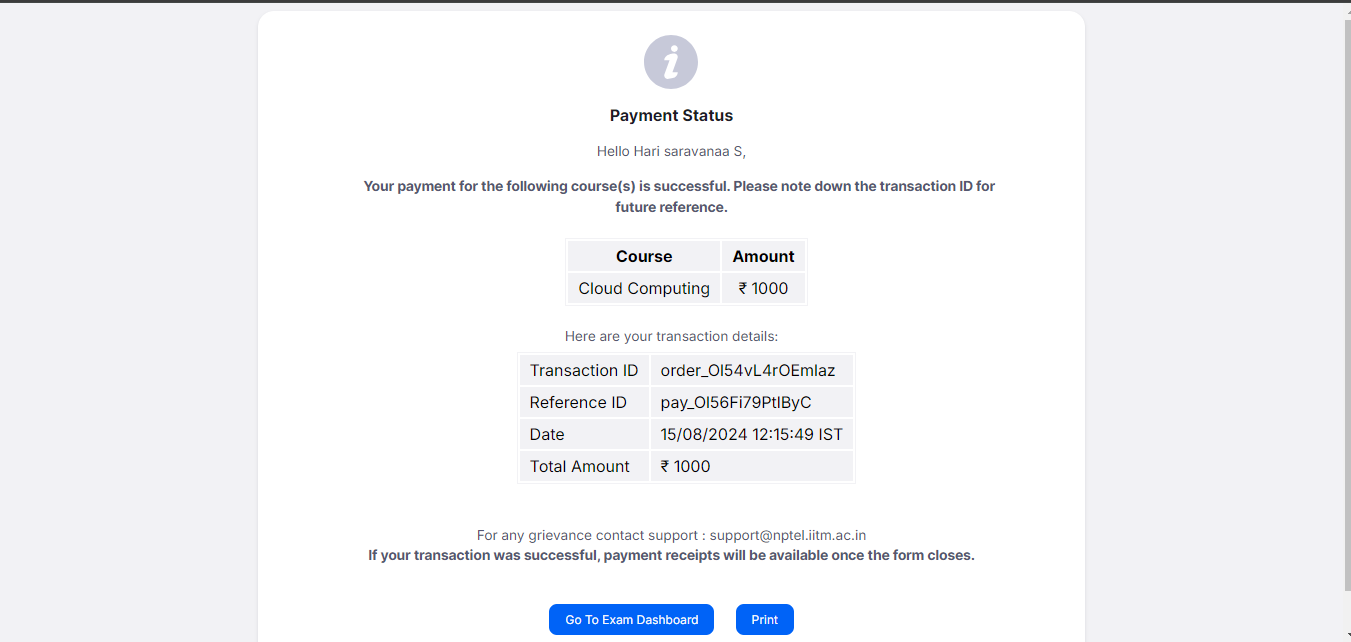 Payment Status
Hello Hari saravanaa S,
Your payment for the following course(s) is successful. Please note down the transaction ID for
future reference.
Course Amount
Cloud Computing ₹ 1000
Here are your transaction details:
Transaction ID order_Ol54vL4rOEmlaz
Reference ID pay_Ol56Fi79PtlByC
Date 15/08/2024 12:15:49 IST
Total Amount ₹ 1000
For any grievance contact support : support@nptel.iitm.ac.in
If your transaction was successful, payment receipts will be available once the form closes.
Go To Exam Dashboard Print